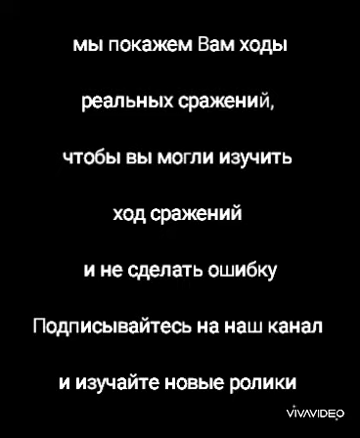 мы покажем Вам ходы
реальных сражений,
чтобы вы могли изучить
ход сражений
и не сделать ошибку
Подписывайтесь на наш канал
и изучайте новые ролики
VIVAVIDEO